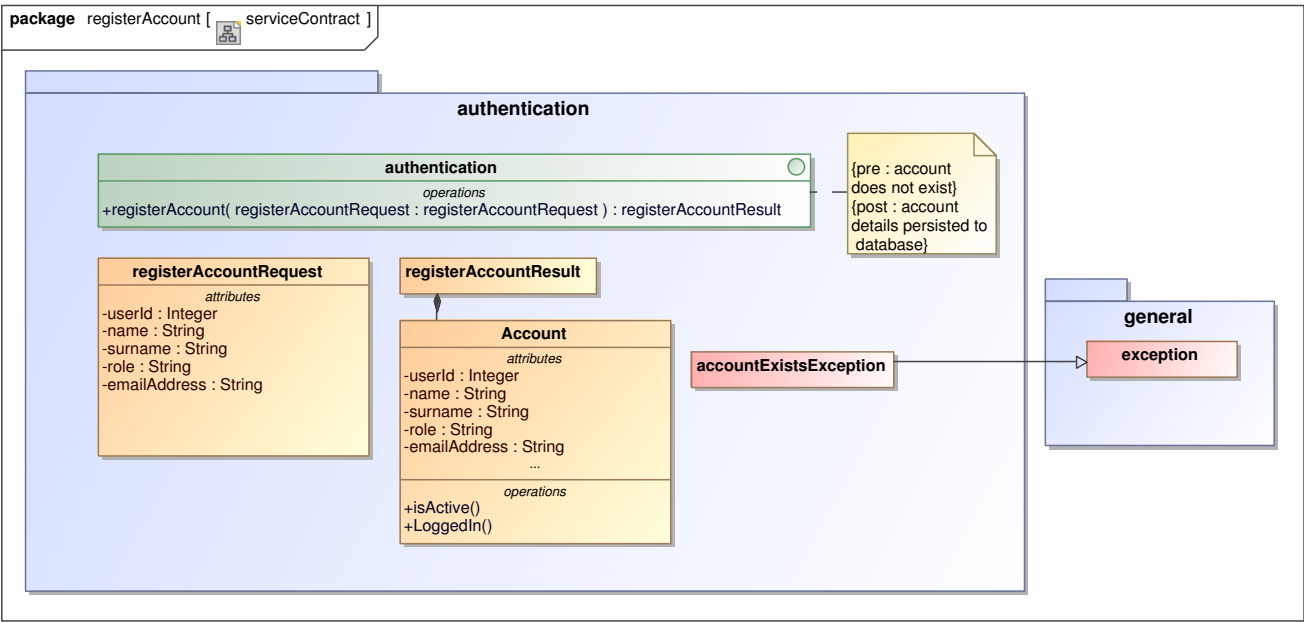 package registerAccount [ serviceContract ]
authentication
authentication
operations
+registerAccount( registerAccountRequest : registerAccountRequest ) : registerAccountResult
{pre : account
does not exist}
{post : account
details persisted to
database}
registerAccountRequest
attributes
-userId : Integer
-name : String
-surname : String
-role : String
-emailAddress : String
registerAccountResult
Account
attributes
-userId : Integer
-name : String
-surname : String
-role : String
-emailAddress : String
...
operations
+isActive()
+LoggedIn()
accountExistsException
general
exception